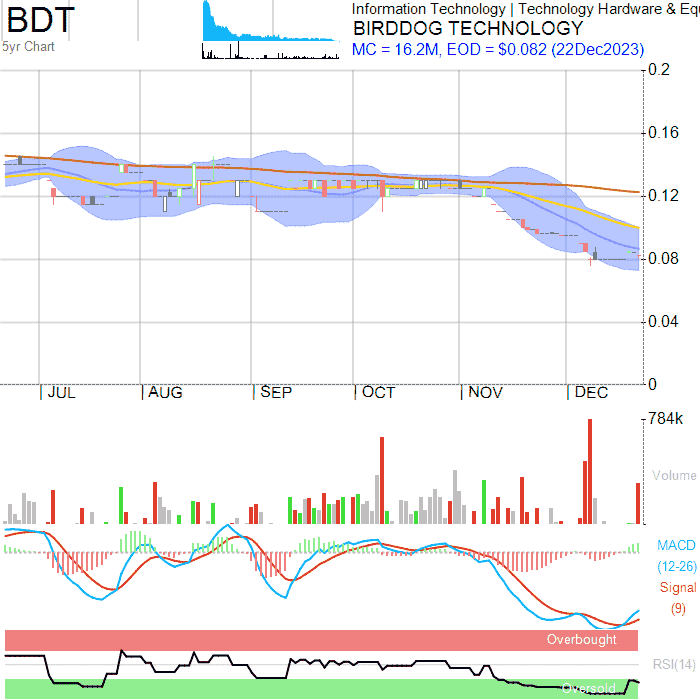 BDT
5yr Chart
Information Technology | Technology Hardware & Equ
BIRDDOG TECHNOLOGY
MC = 16.2M, EOD = $0.082 (22Dec2023)
0.2
0.16
0.12
0.08
0.04
0
JUL
AUG
SEP
OCT
NOV
DEC
784k
Volume
MACD
(12-26)
Signal
(9)
Overbought
RSI(14)
Oversold